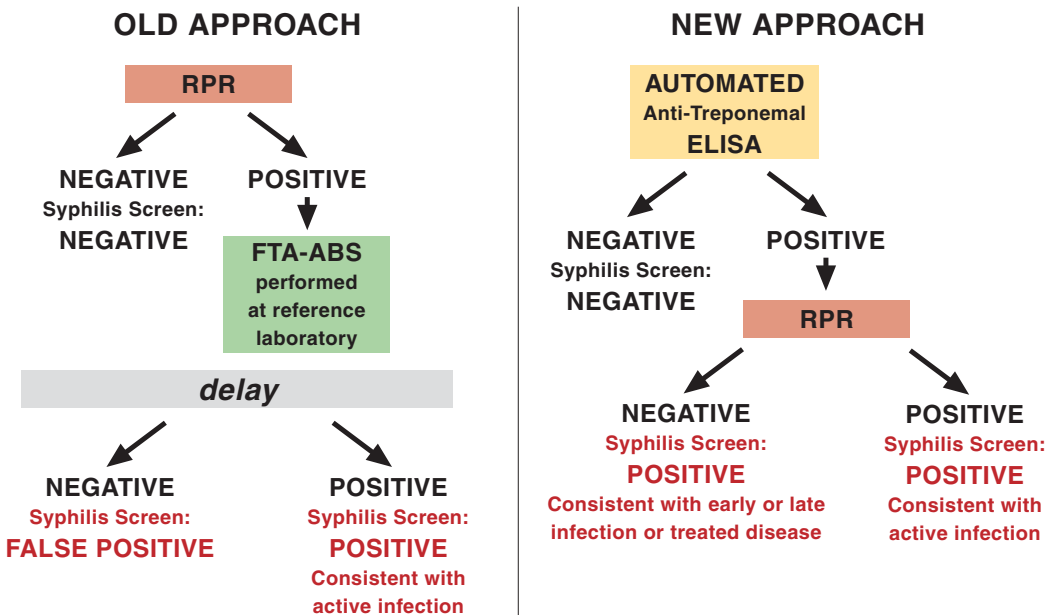 OLD APPROACH
RPR
NEGATIVE
Syphilis Screen:
NEGATIVE
POSITIVE
FTA-ABS
performed
at reference
laboratory
delay
NEGATIVE
Syphilis Screen:
FALSE POSITIVE
POSITIVE
Syphilis Screen:
POSITIVE
Consistent with
active infection
NEW APPROACH
AUTOMATED
Anti-Treponemal
ELISA
NEGATIVE
Syphilis Screen:
NEGATIVE
POSITIVE
RPR
NEGATIVE
Syphilis Screen:
POSITIVE
Consistent with early or late
infection or treated disease
POSITIVE
Syphilis Screen:
POSITIVE
Consistent with
active infection